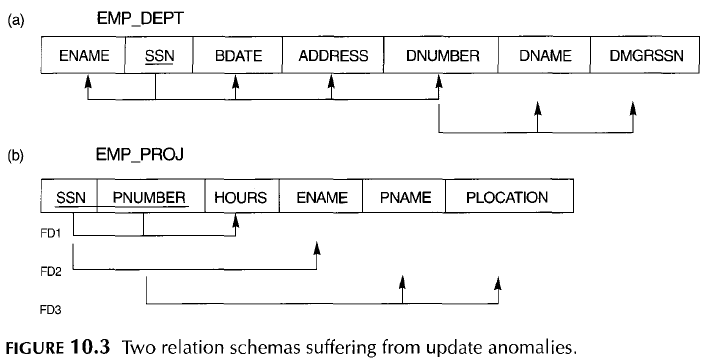 (a) EMP_DEPT
ENAME SSN BDATE ADDRESS DNUMBER DNAME DMGRSSN
(b) EMP_PROJ
SSN PNUMBER HOURS ENAME PNAME PLOCATION
FD1
FD2
FD3
FIGURE 10.3 Two relation schemas suffering from update anomalies.